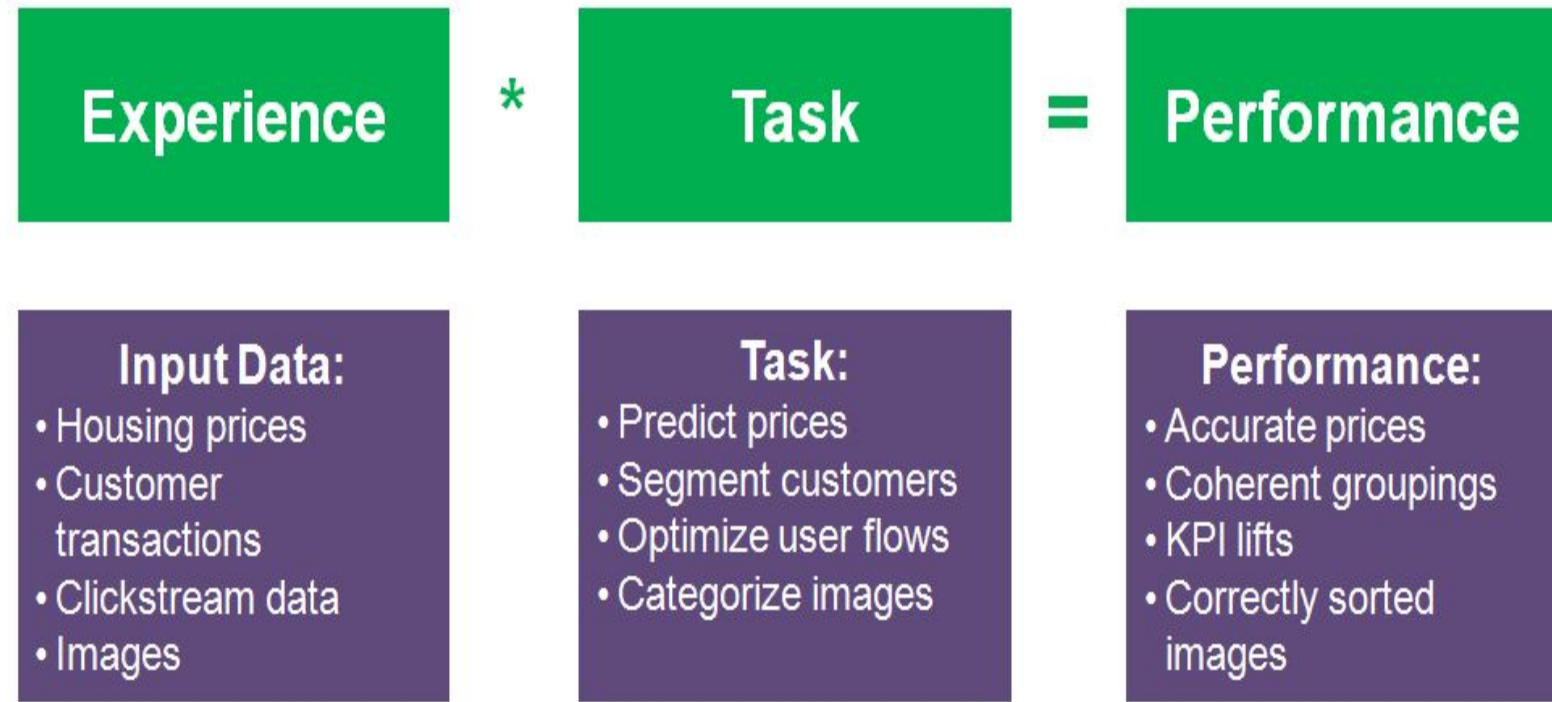 Experience * Task = Performance
Input Data:
• Housing prices
• Customer
transactions
• Clickstream data
• Images
Task:
• Predict prices
• Segment customers
• Optimize user flows
• Categorize images
Performance:
• Accurate prices
• Coherent groupings
• KPI lifts
• Correctly sorted
images